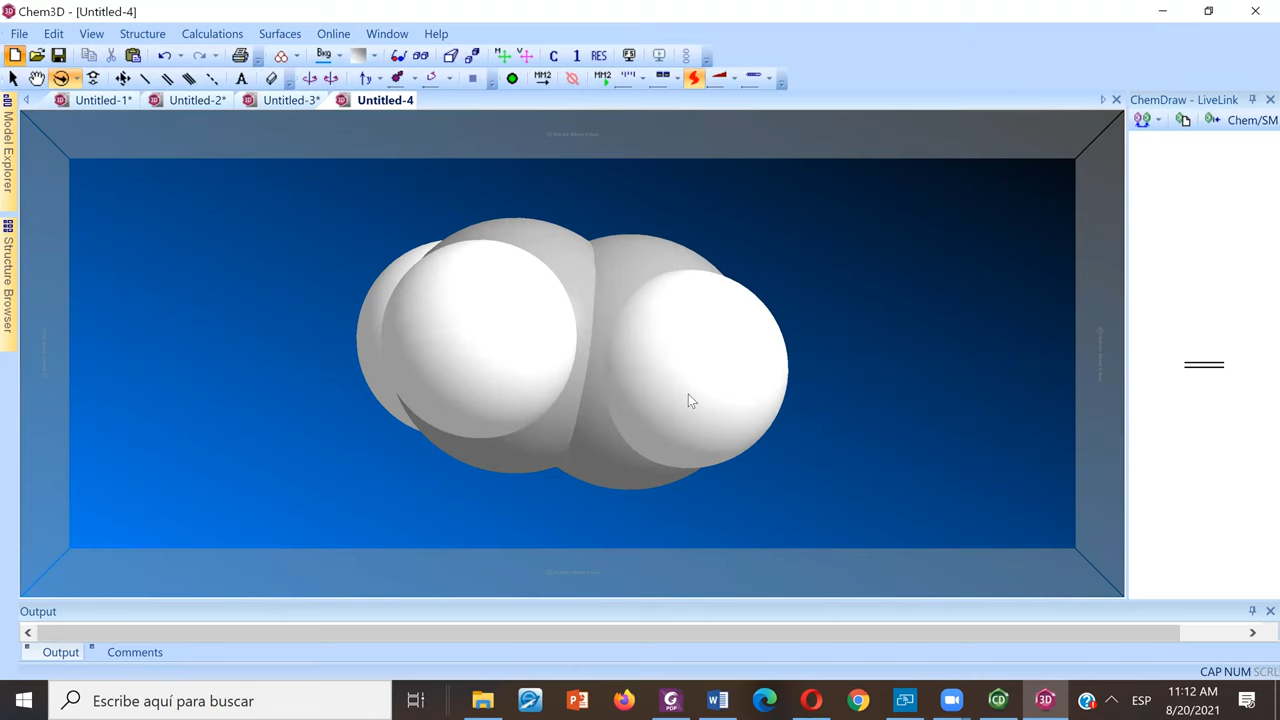 Chem3D - [Untitled-4]
File Edit View Structure Calculations Surfaces Online Window Help
Bkg M V C 1 RES
A y MM2 MM2
Untitled-1* Untitled-2* Untitled-3* Untitled-4
ChemDraw - LiveLink
Chem/SM
Model Explorer
Structure Browser
Output
Output Comments
CAP NUM SCRL
Escribe aquí para buscar
ESP
11:12 AM
8/20/2021